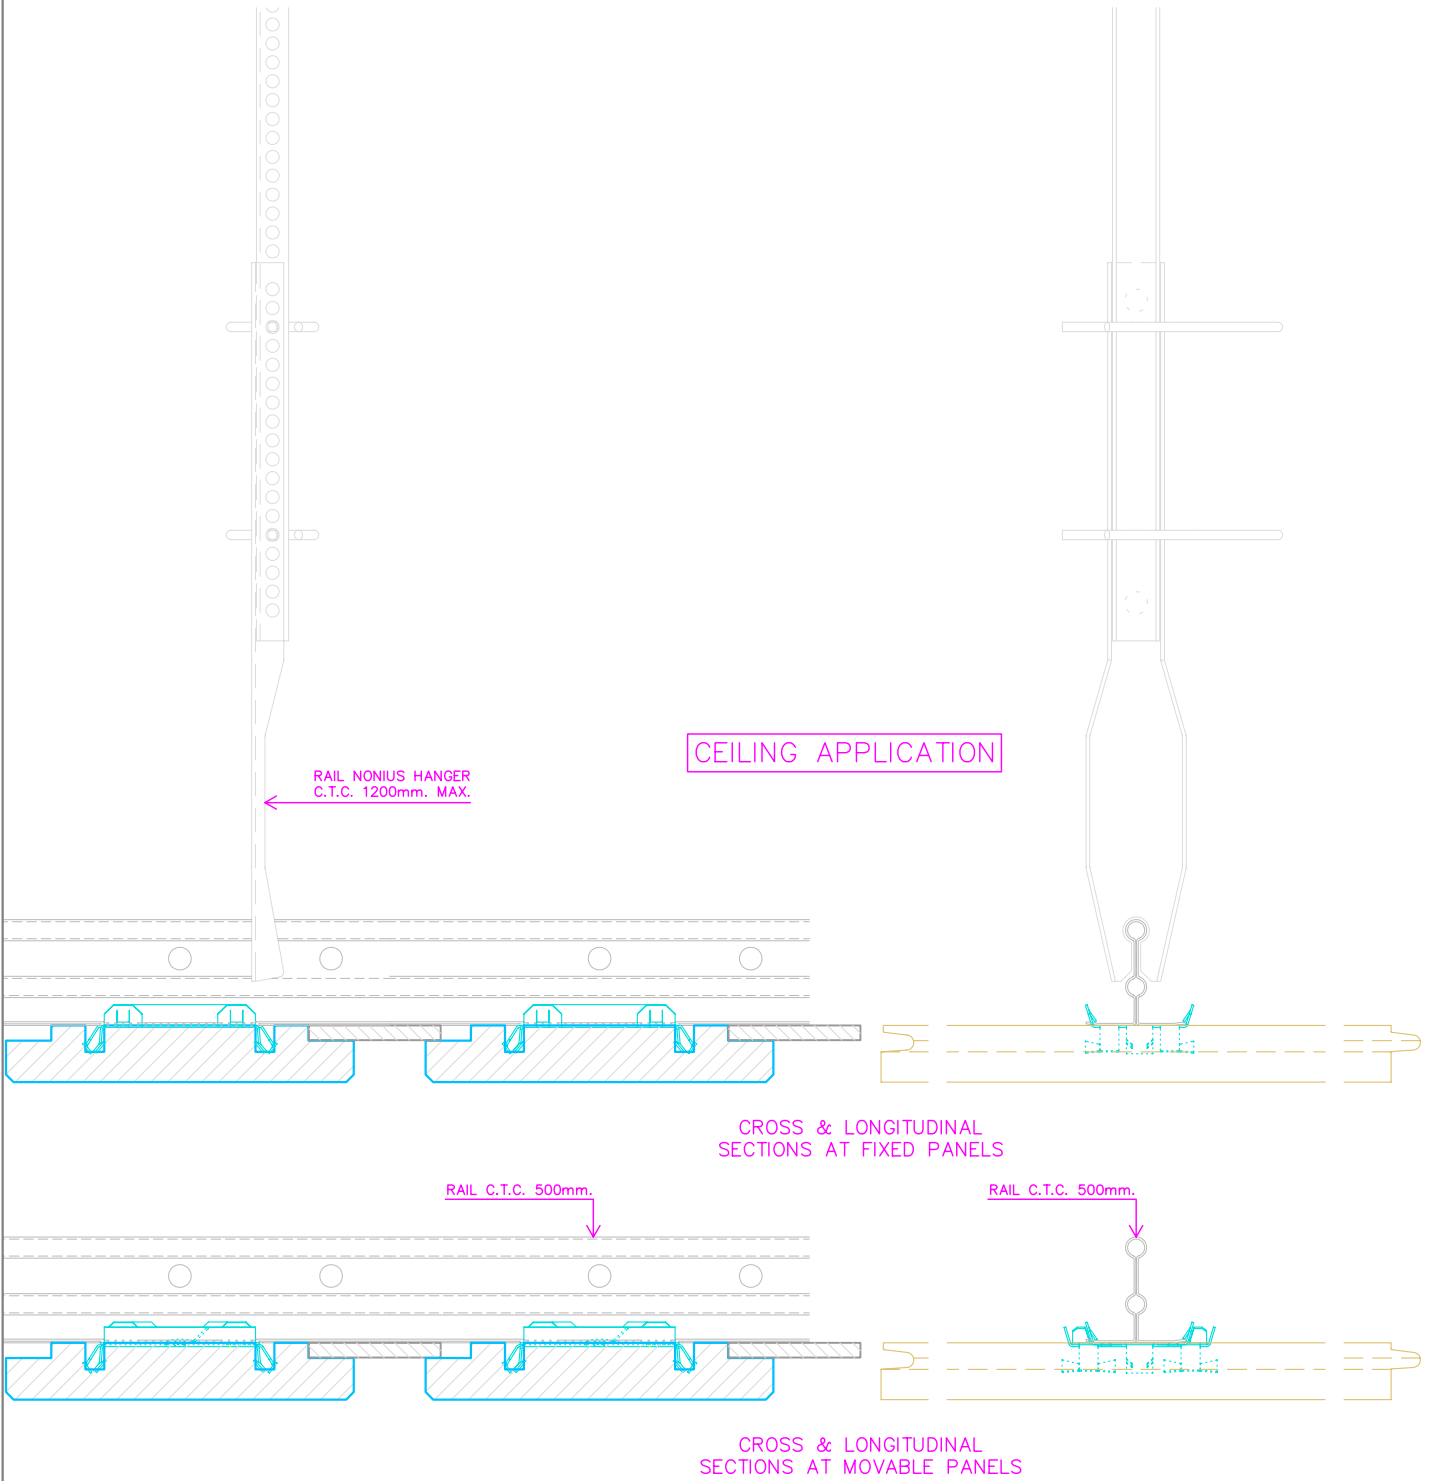 CEILING APPLICATION
RAIL NONIUS HANGER
C.T.C. 1200mm. MAX.
CROSS & LONGITUDINAL
SECTIONS AT FIXED PANELS
RAIL C.T.C. 500mm.
RAIL C.T.C. 500mm.
CROSS & LONGITUDINAL
SECTIONS AT MOVABLE PANELS